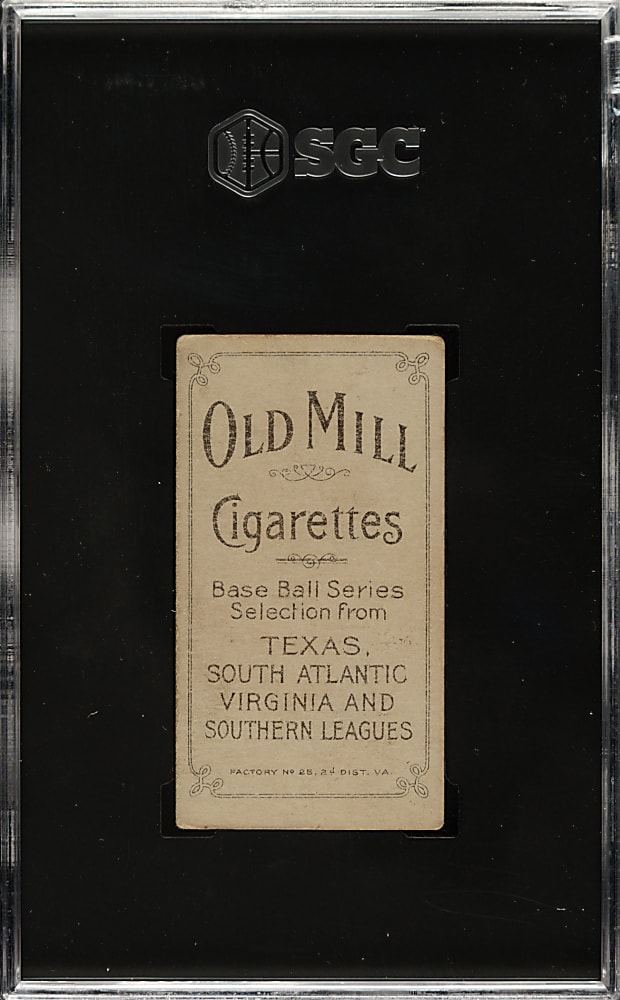 SGC
OLD MILL
Cigarettes
Base Ball Series
Selection from
TEXAS,
SOUTH ATLANTIC
VIRGINIA AND
SOUTHERN LEAGUES
FACTORY Nº 25, 2d DIST. VA.